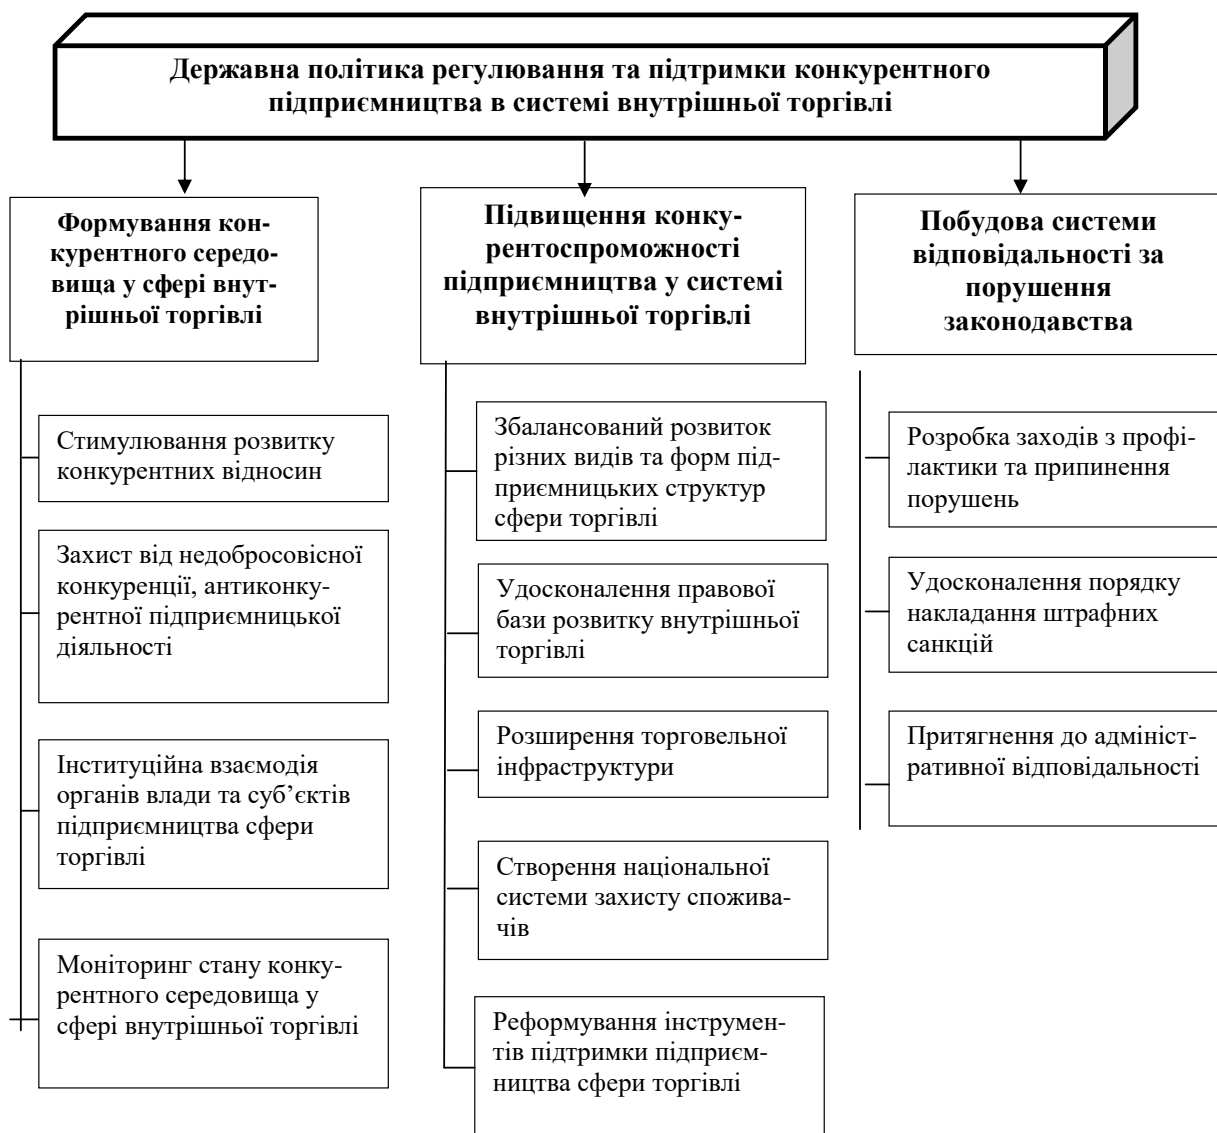 Державна політика регулювання та підтримки конкурентного
підприємництва в системі внутрішньої торгівлі
Формування кон-
курентного середо-
вища у сфері внут-
рішньої торгівлі
Стимулювання розвитку
конкурентних відносин
Захист від недобросовісної
конкуренції, антиконку-
рентної підприємницької
діяльності
Інституційна взаємодія
органів влади та суб’єктів
підприємництва сфери
торгівлі
Моніторинг стану конку-
рентного середовища у
сфері внутрішньої торгівлі
Підвищення конку-
рентоспроможності
підприємництва у системі
внутрішньої торгівлі
Збалансований розвиток
різних видів та форм під-
приємницьких структур
сфери торгівлі
Удосконалення правової
бази розвитку внутрішньої
торгівлі
Розширення торговельної
інфраструктури
Створення національної
системи захисту спожива-
чів
Реформування інструмен-
тів підтримки підприєм-
ництва сфери торгівлі
Побудова системи
відповідальності за
порушення
законодавства
Розробка заходів з профі-
лактики та припинення
порушень
Удосконалення порядку
накладання штрафних
санкцій
Притягнення до адмініст-
ративної відповідальності